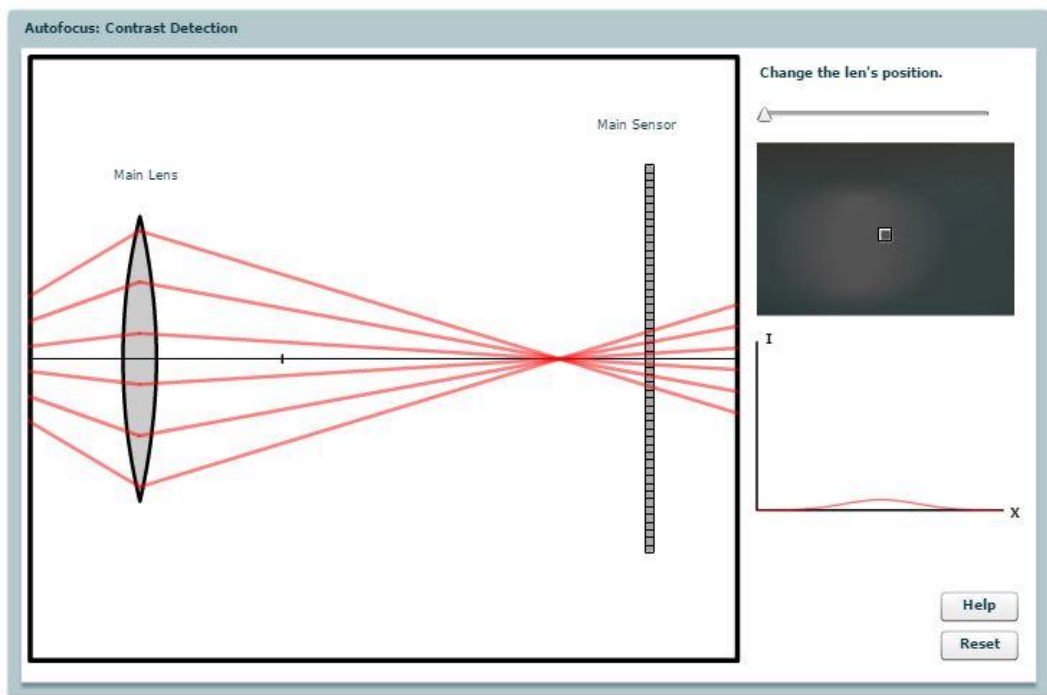 Autofocus: Contrast Detection
Change the len's position.
Main Sensor
Main Lens
I
X
Help
Reset